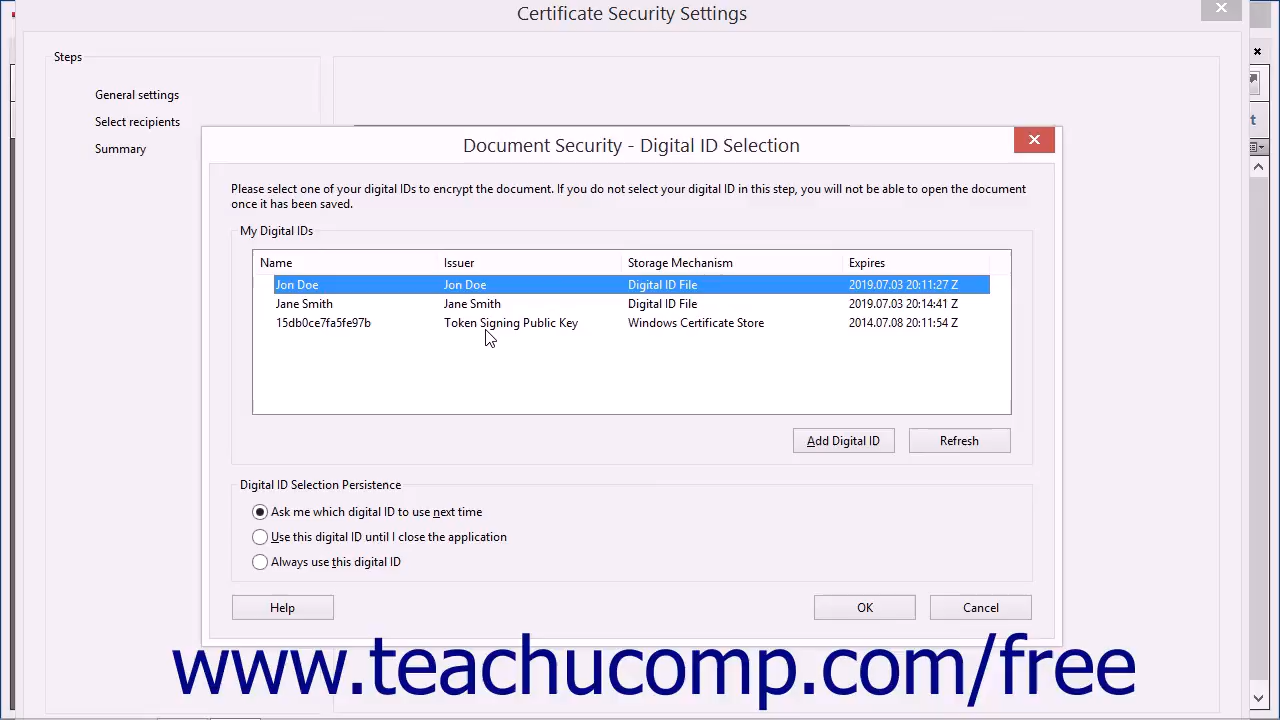 Certificate Security Settings
Steps
General settings
Select recipients
Summary
Document Security - Digital ID Selection
Please select one of your digital IDs to encrypt the document. If you do not select your digital ID in this step, you will not be able to open the document
once it has been saved.
My Digital IDs
Name Issuer Storage Mechanism Expires
Jon Doe Jon Doe Digital ID File 2019.07.03 20:11:27 Z
Jane Smith Jane Smith Digital ID File 2019.07.03 20:14:41 Z
15db0ce7fa5fe97b Token Signing Public Key Windows Certificate Store 2014.07.08 20:11:54 Z
Add Digital ID Refresh
Digital ID Selection Persistence
Ask me which digital ID to use next time
Use this digital ID until I close the application
Always use this digital ID
Help OK Cancel
www.teachucomp.com/free